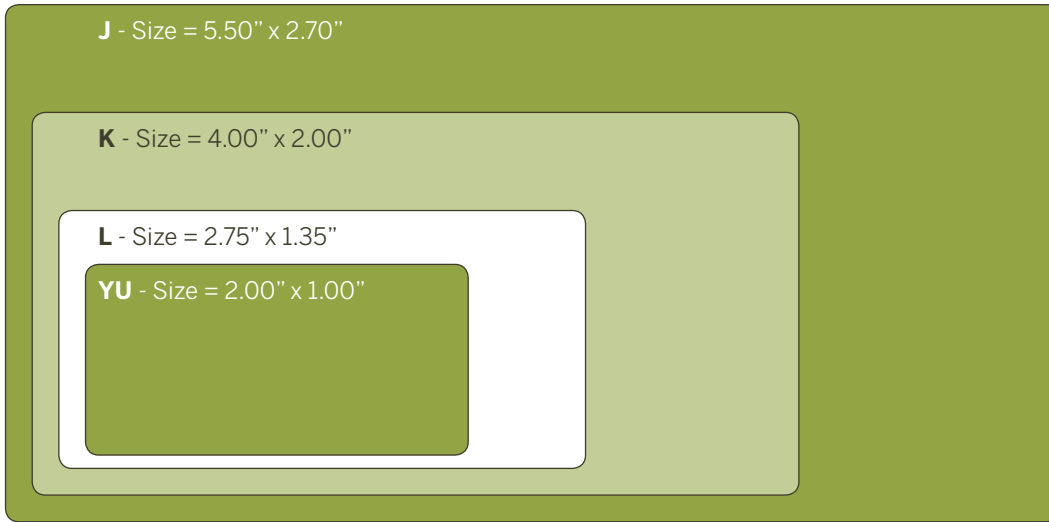 J - Size = 5.50” x 2.70”
K - Size = 4.00” x 2.00”
L - Size = 2.75” x 1.35”
YU - Size = 2.00” x 1.00”